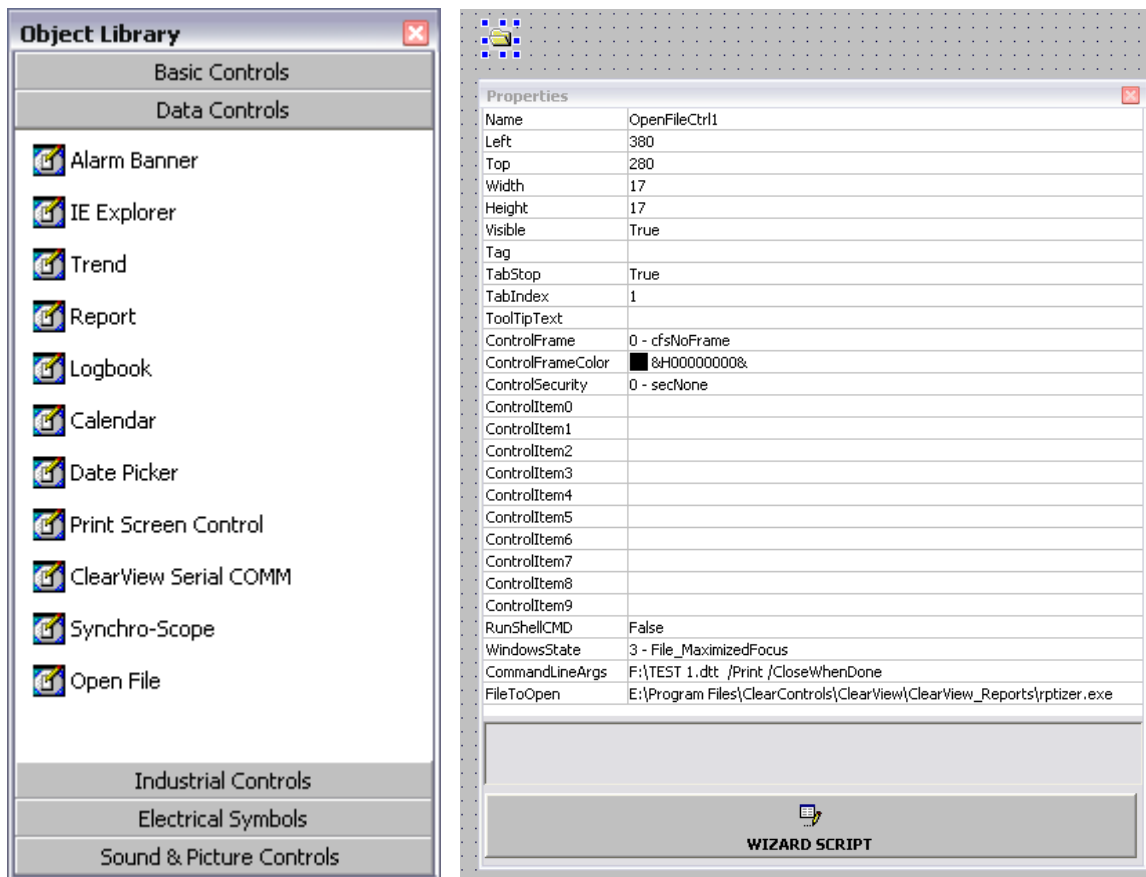 Object Library
Basic Controls
Data Controls
Alarm Banner
IE Explorer
Trend
Report
Logbook
Calendar
Date Picker
Print Screen Control
ClearView Serial COMM
Synchro-Scope
Open File
Industrial Controls
Electrical Symbols
Sound & Picture Controls
Properties
Name OpenFileCtrl1
Left 380
Top 280
Width 17
Height 17
Visible True
Tag
TabStop True
TabIndex 1
ToolTipText
ControlFrame 0 - cfsNoFrame
ControlFrameColor &H00000000&
ControlSecurity 0 - secNone
ControlItem0
ControlItem1
ControlItem2
ControlItem3
ControlItem4
ControlItem5
ControlItem6
ControlItem7
ControlItem8
ControlItem9
RunShellCMD False
WindowsState 3 - File_MaximizedFocus
CommandLineArgs F:\TEST 1.dtt /Print /CloseWhenDone
FileToOpen E:\Program Files\ClearControls\ClearView\ClearView_Reports\rptizer.exe
WIZARD SCRIPT